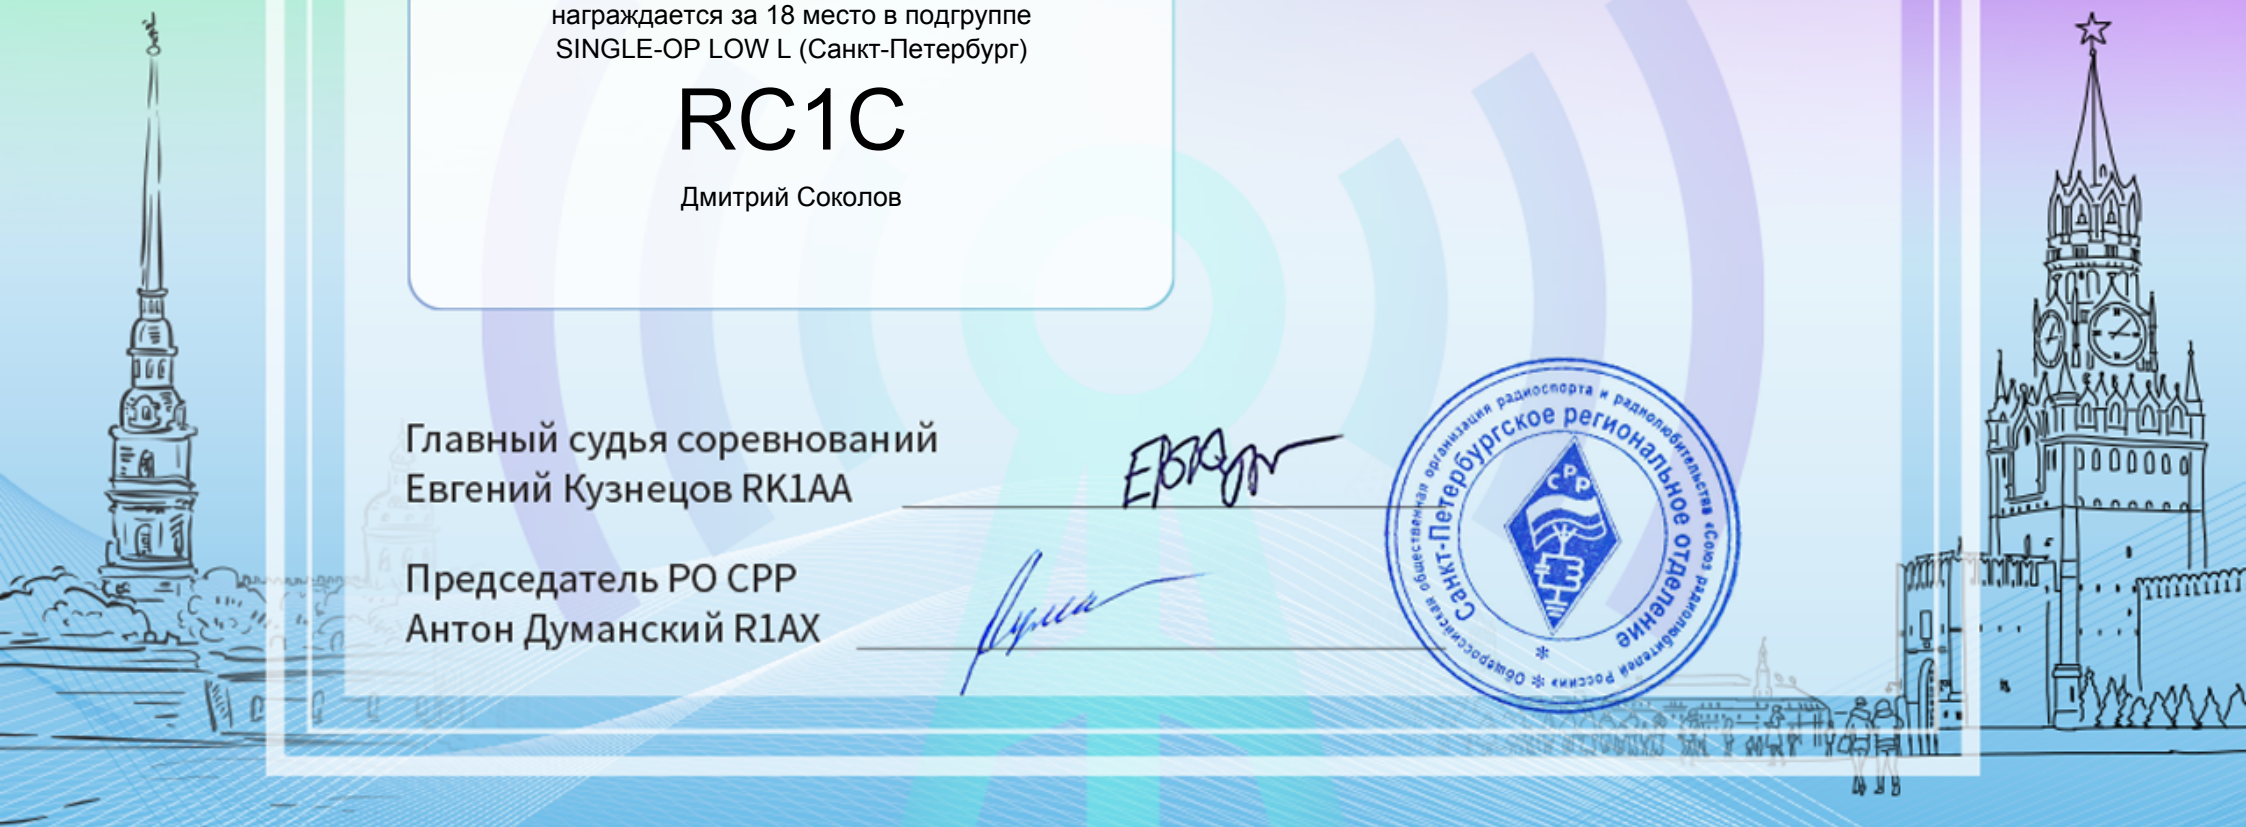 награждается за 18 место в подгруппе
SINGLE-OP LOW L (Санкт-Петербург)
RC1C
Дмитрий Соколов
Главный судья соревнований
Евгений Кузнецов RK1AA
Председатель РО СРР
Антон Думанский R1AX
Общероссийская общественная организация радиоспорта и радиолюбительства «Союз радиолюбителей России»
Санкт-Петербургское региональное отделение
СРР